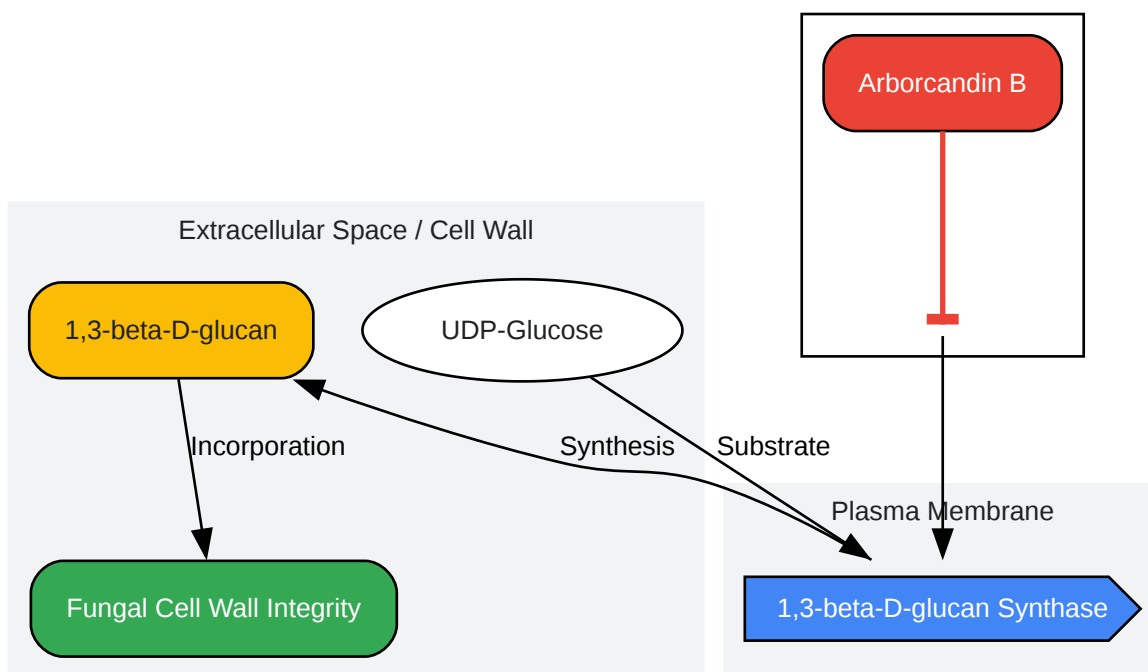 Arborcandin B
Extracellular Space / Cell Wall
1,3-beta-D-glucan
UDP-Glucose
Incorporation
Synthesis
Substrate
Plasma Membrane
Fungal Cell Wall Integrity
1,3-beta-D-glucan Synthase